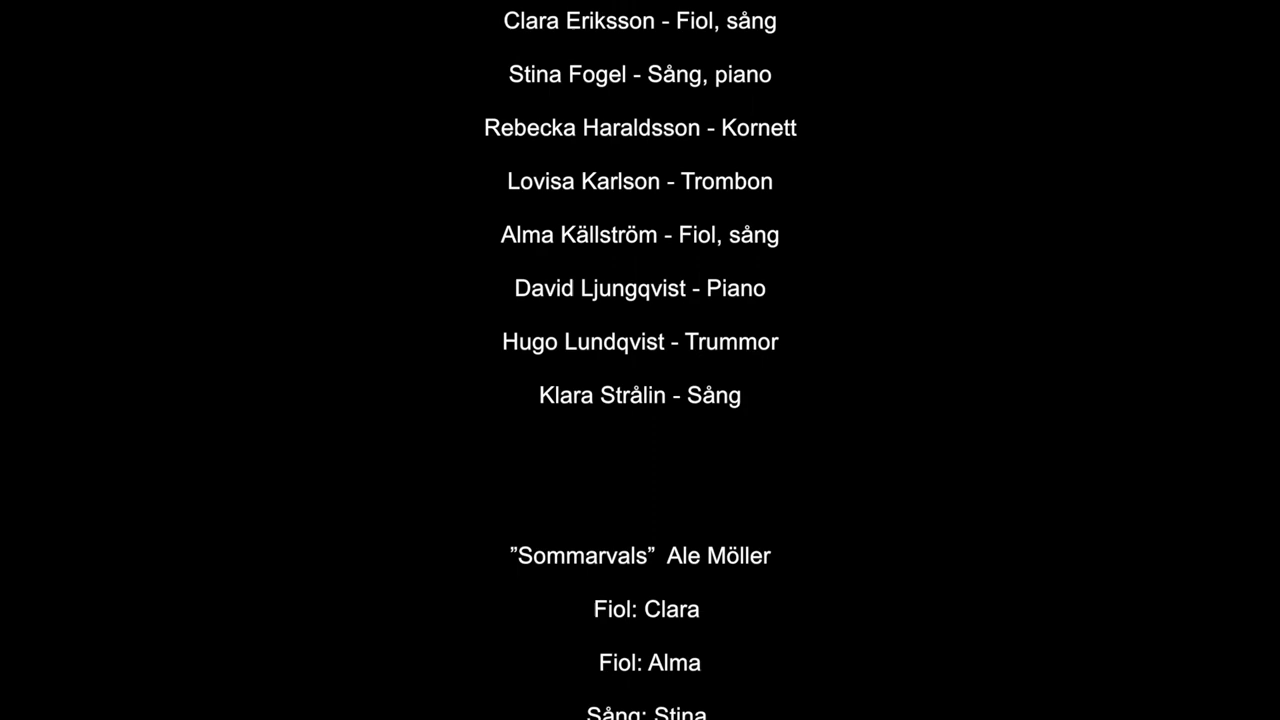 Clara Eriksson - Fiol, sång
Stina Fogel - Sång, piano
Rebecka Haraldsson - Kornett
Lovisa Karlson - Trombon
Alma Källström - Fiol, sång
David Ljungqvist - Piano
Hugo Lundqvist - Trummor
Klara Strålin - Sång
”Sommarvals”  Ale Möller
Fiol: Clara
Fiol: Alma
Sång: Stina